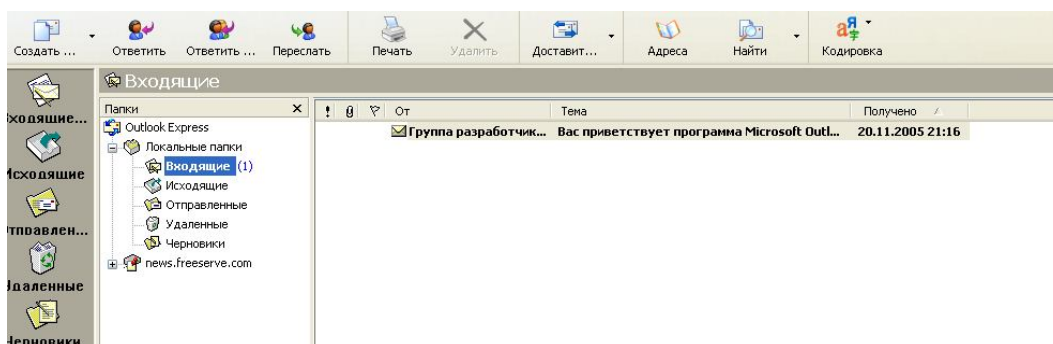 Создать ... Ответить Ответить ... Переслать Печать Удалить Доставит... Адреса Найти Кодировка
Входящие
Папки × ! От Тема Получено
Входящие...
Outlook Express
Группа разработчик... Вас приветствует программа Microsoft Outl... 20.11.2005 21:16
Локальные папки
Входящие (1)
Исходящие
Исходящие
Отправленные
Отправлен...
Удаленные
Черновики
news.freeserve.com
Удаленные
Черновики